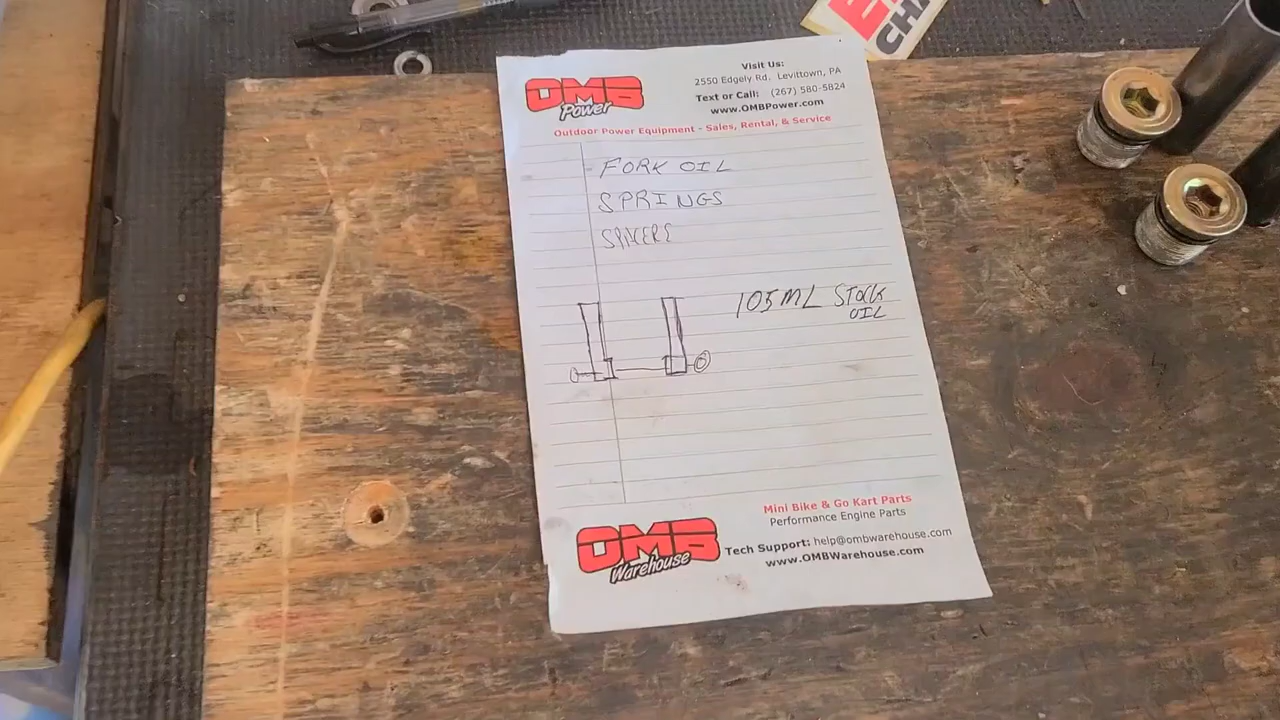 E
CHA
OMB
Power
Visit Us:
2550 Edgely Rd. Levittown, PA
Text or Call: (267) 580-5824
www.OMBPower.com
Outdoor Power Equipment - Sales, Rental, & Service
- FORK OIL
SPRINGS
105ML STOCK
OIL
OMB
Warehouse
Mini Bike & Go Kart Parts
Performance Engine Parts
Tech Support: help@ombwarehouse.com
www.OMBWarehouse.com